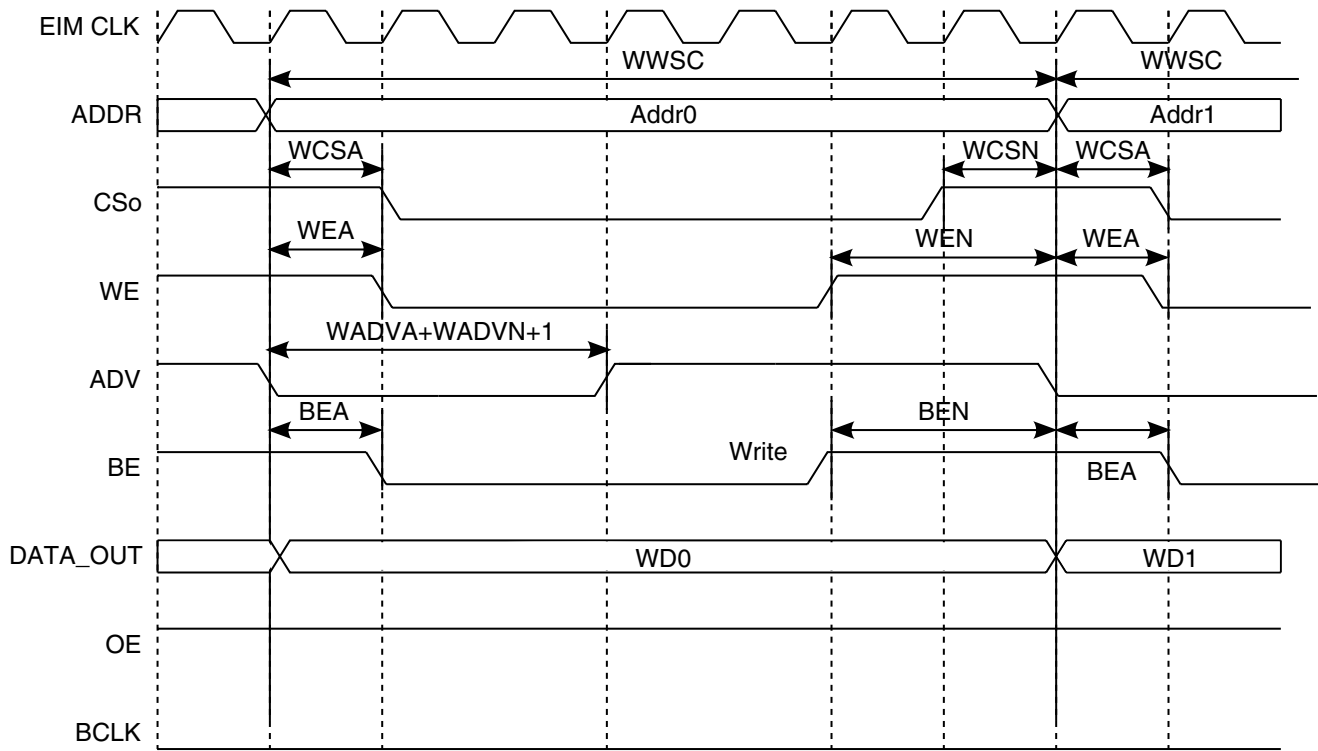 EIM CLK
WWSC WWSC
ADDR Addr0 Addr1
WCSA WCSN WCSA
CSo
WEA WEN WEA
WE
WADVA+WADVN+1
ADV
BEA BEN
Write
BE BEA
DATA_OUT WD0 WD1
OE
BCLK